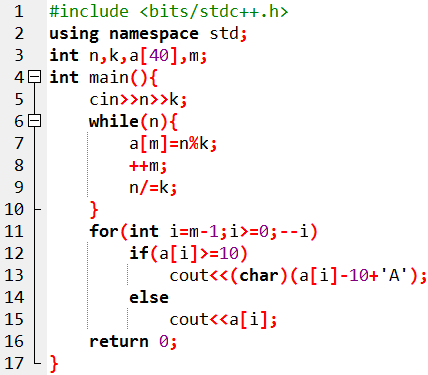 1 #include <bits/stdc++.h>
2 using namespace std;
3 int n,k,a[40],m;
4 int main(){
5     cin>>n>>k;
6     while(n){
7         a[m]=n%k;
8         ++m;
9         n/=k;
10     }
11     for(int i=m-1;i>=0;--i)
12         if(a[i]>=10)
13             cout<<(char)(a[i]-10+'A');
14         else
15             cout<<a[i];
16     return 0;
17 }